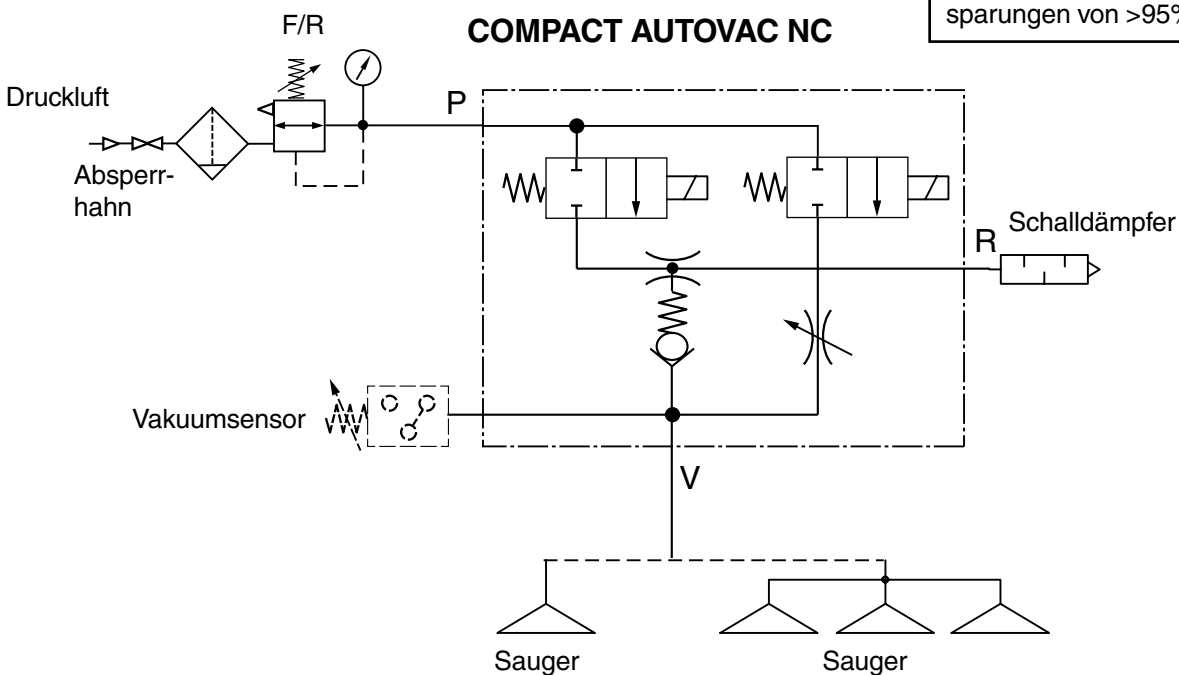 sparungen von >95%
COMPACT AUTOVAC NC
F/R
Druckluft
P
Absperr-
hahn
R
Schalldämpfer
Vakuumsensor
V
Sauger
Sauger